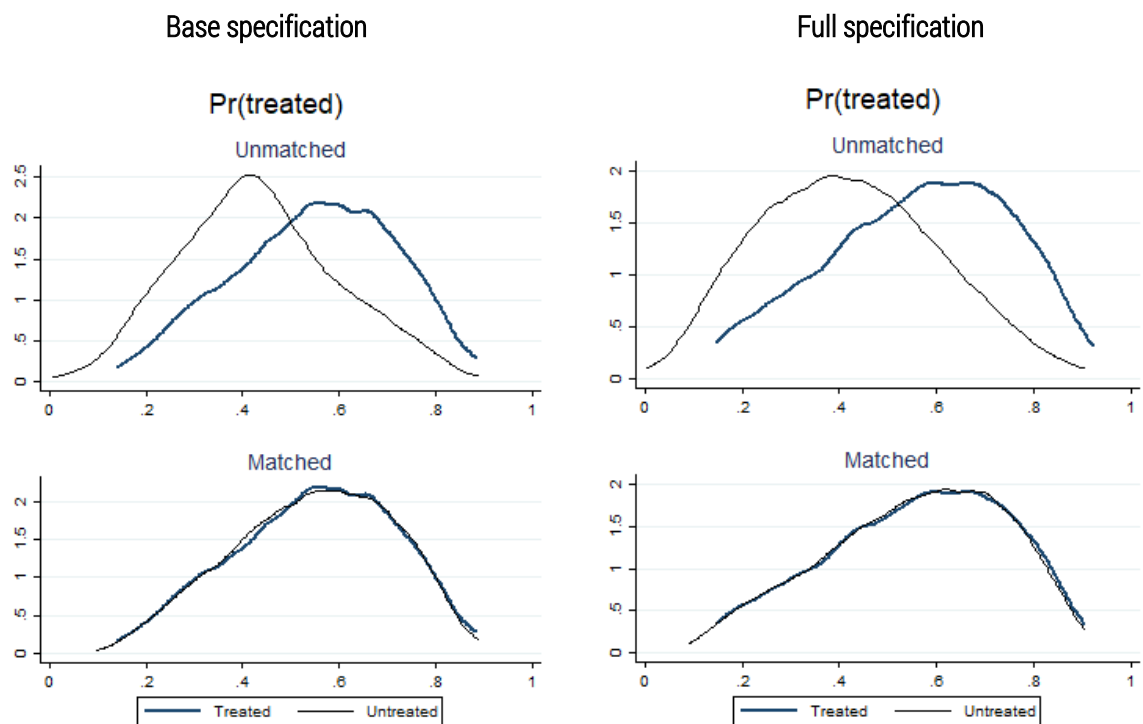 Base specification
Full specification
Pr(treated)
Unmatched
2.5
2
1.5
1
.5
0
0 .2 .4 .6 .8 1
Matched
2
1.5
1
.5
0
0 .2 .4 .6 .8 1
Treated Untreated
Pr(treated)
Unmatched
2
1.5
1
.5
0
0 .2 .4 .6 .8 1
Matched
2
1.5
1
.5
0
0 .2 .4 .6 .8 1
Treated Untreated